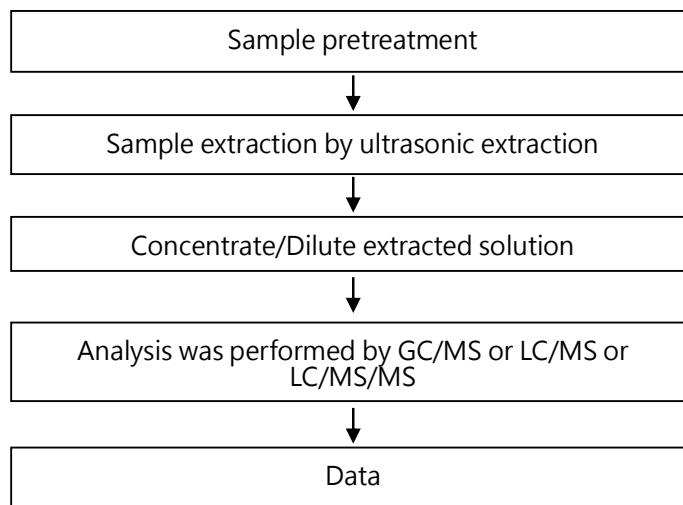 Sample pretreatment
Sample extraction by ultrasonic extraction
Concentrate/Dilute extracted solution
Analysis was performed by GC/MS or LC/MS or
LC/MS/MS
Data